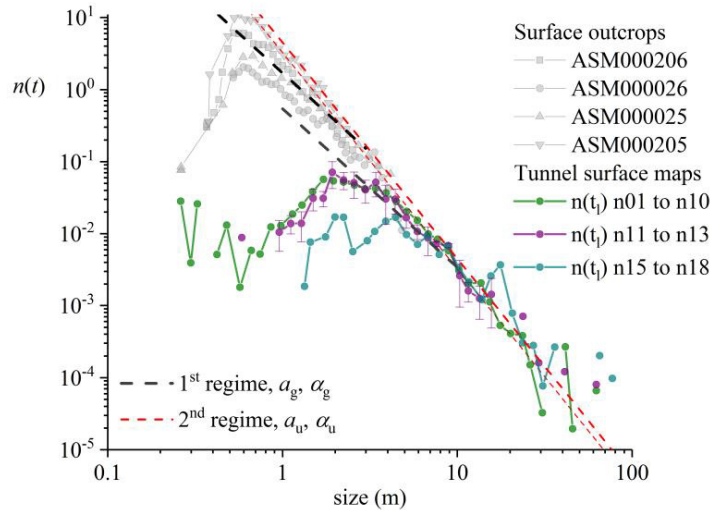 n(t)
10^1
10^0
10^-1
10^-2
10^-3
10^-4
10^-5
0.1
1
10
100
size (m)
Surface outcrops
ASM000206
ASM000026
ASM000025
ASM000205
Tunnel surface maps
n(t_l) n01 to n10
n(t_l) n11 to n13
n(t_l) n15 to n18
1^st regime, a_g, α_g
2^nd regime, a_u, α_u